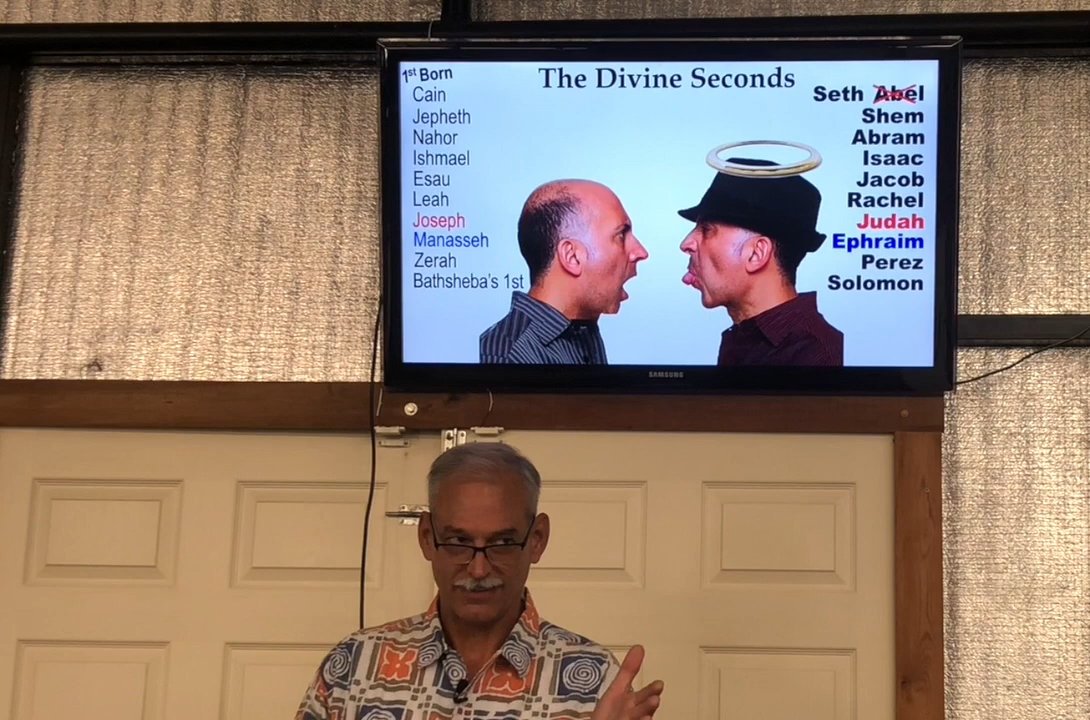 The Divine Seconds
1st Born
Cain
Jepheth
Nahor
Ishmael
Esau
Leah
Joseph
Manasseh
Zerah
Bathsheba's 1st
Seth Abel
Shem
Abram
Isaac
Jacob
Rachel
Judah
Ephraim
Perez
Solomon
SAMSUNG